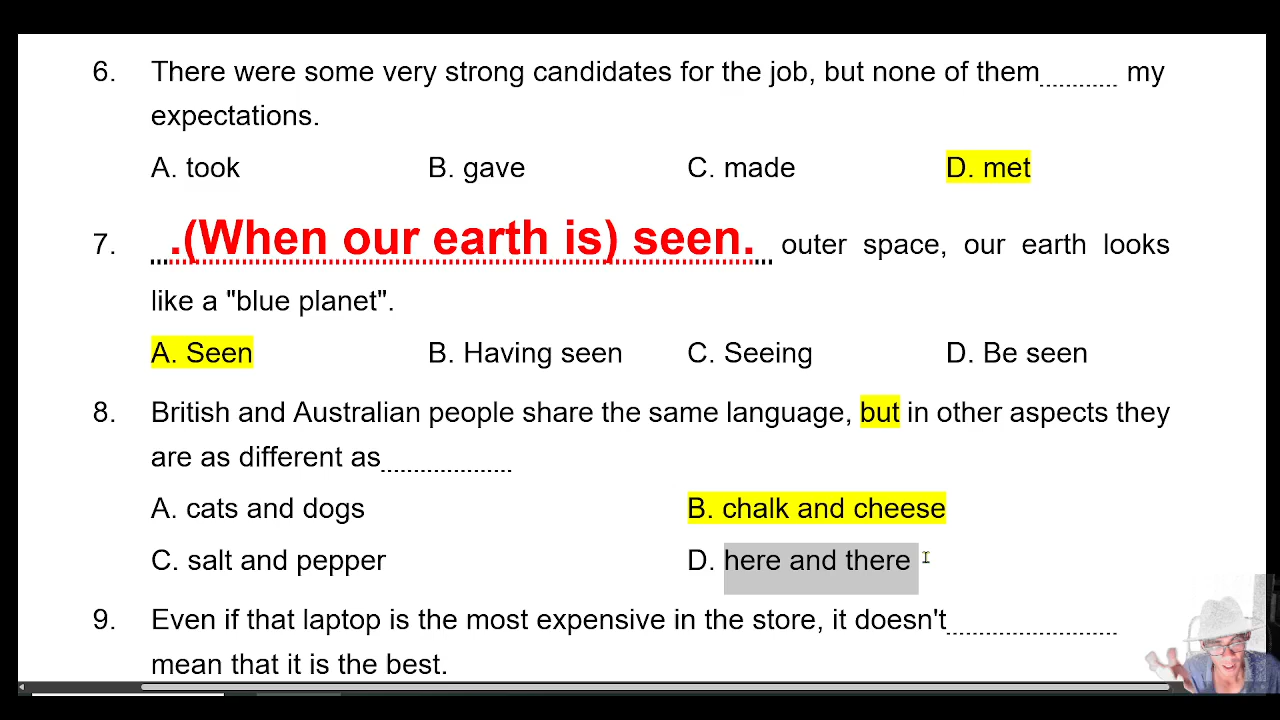 6. There were some very strong candidates for the job, but none of them............ my
expectations.
A. took B. gave C. made D. met
7. ...(When our earth is) seen... outer space, our earth looks
like a "blue planet".
A. Seen B. Having seen C. Seeing D. Be seen
8. British and Australian people share the same language, but in other aspects they
are as different as....................
A. cats and dogs B. chalk and cheese
C. salt and pepper D. here and there
9. Even if that laptop is the most expensive in the store, it doesn't..........................
mean that it is the best.